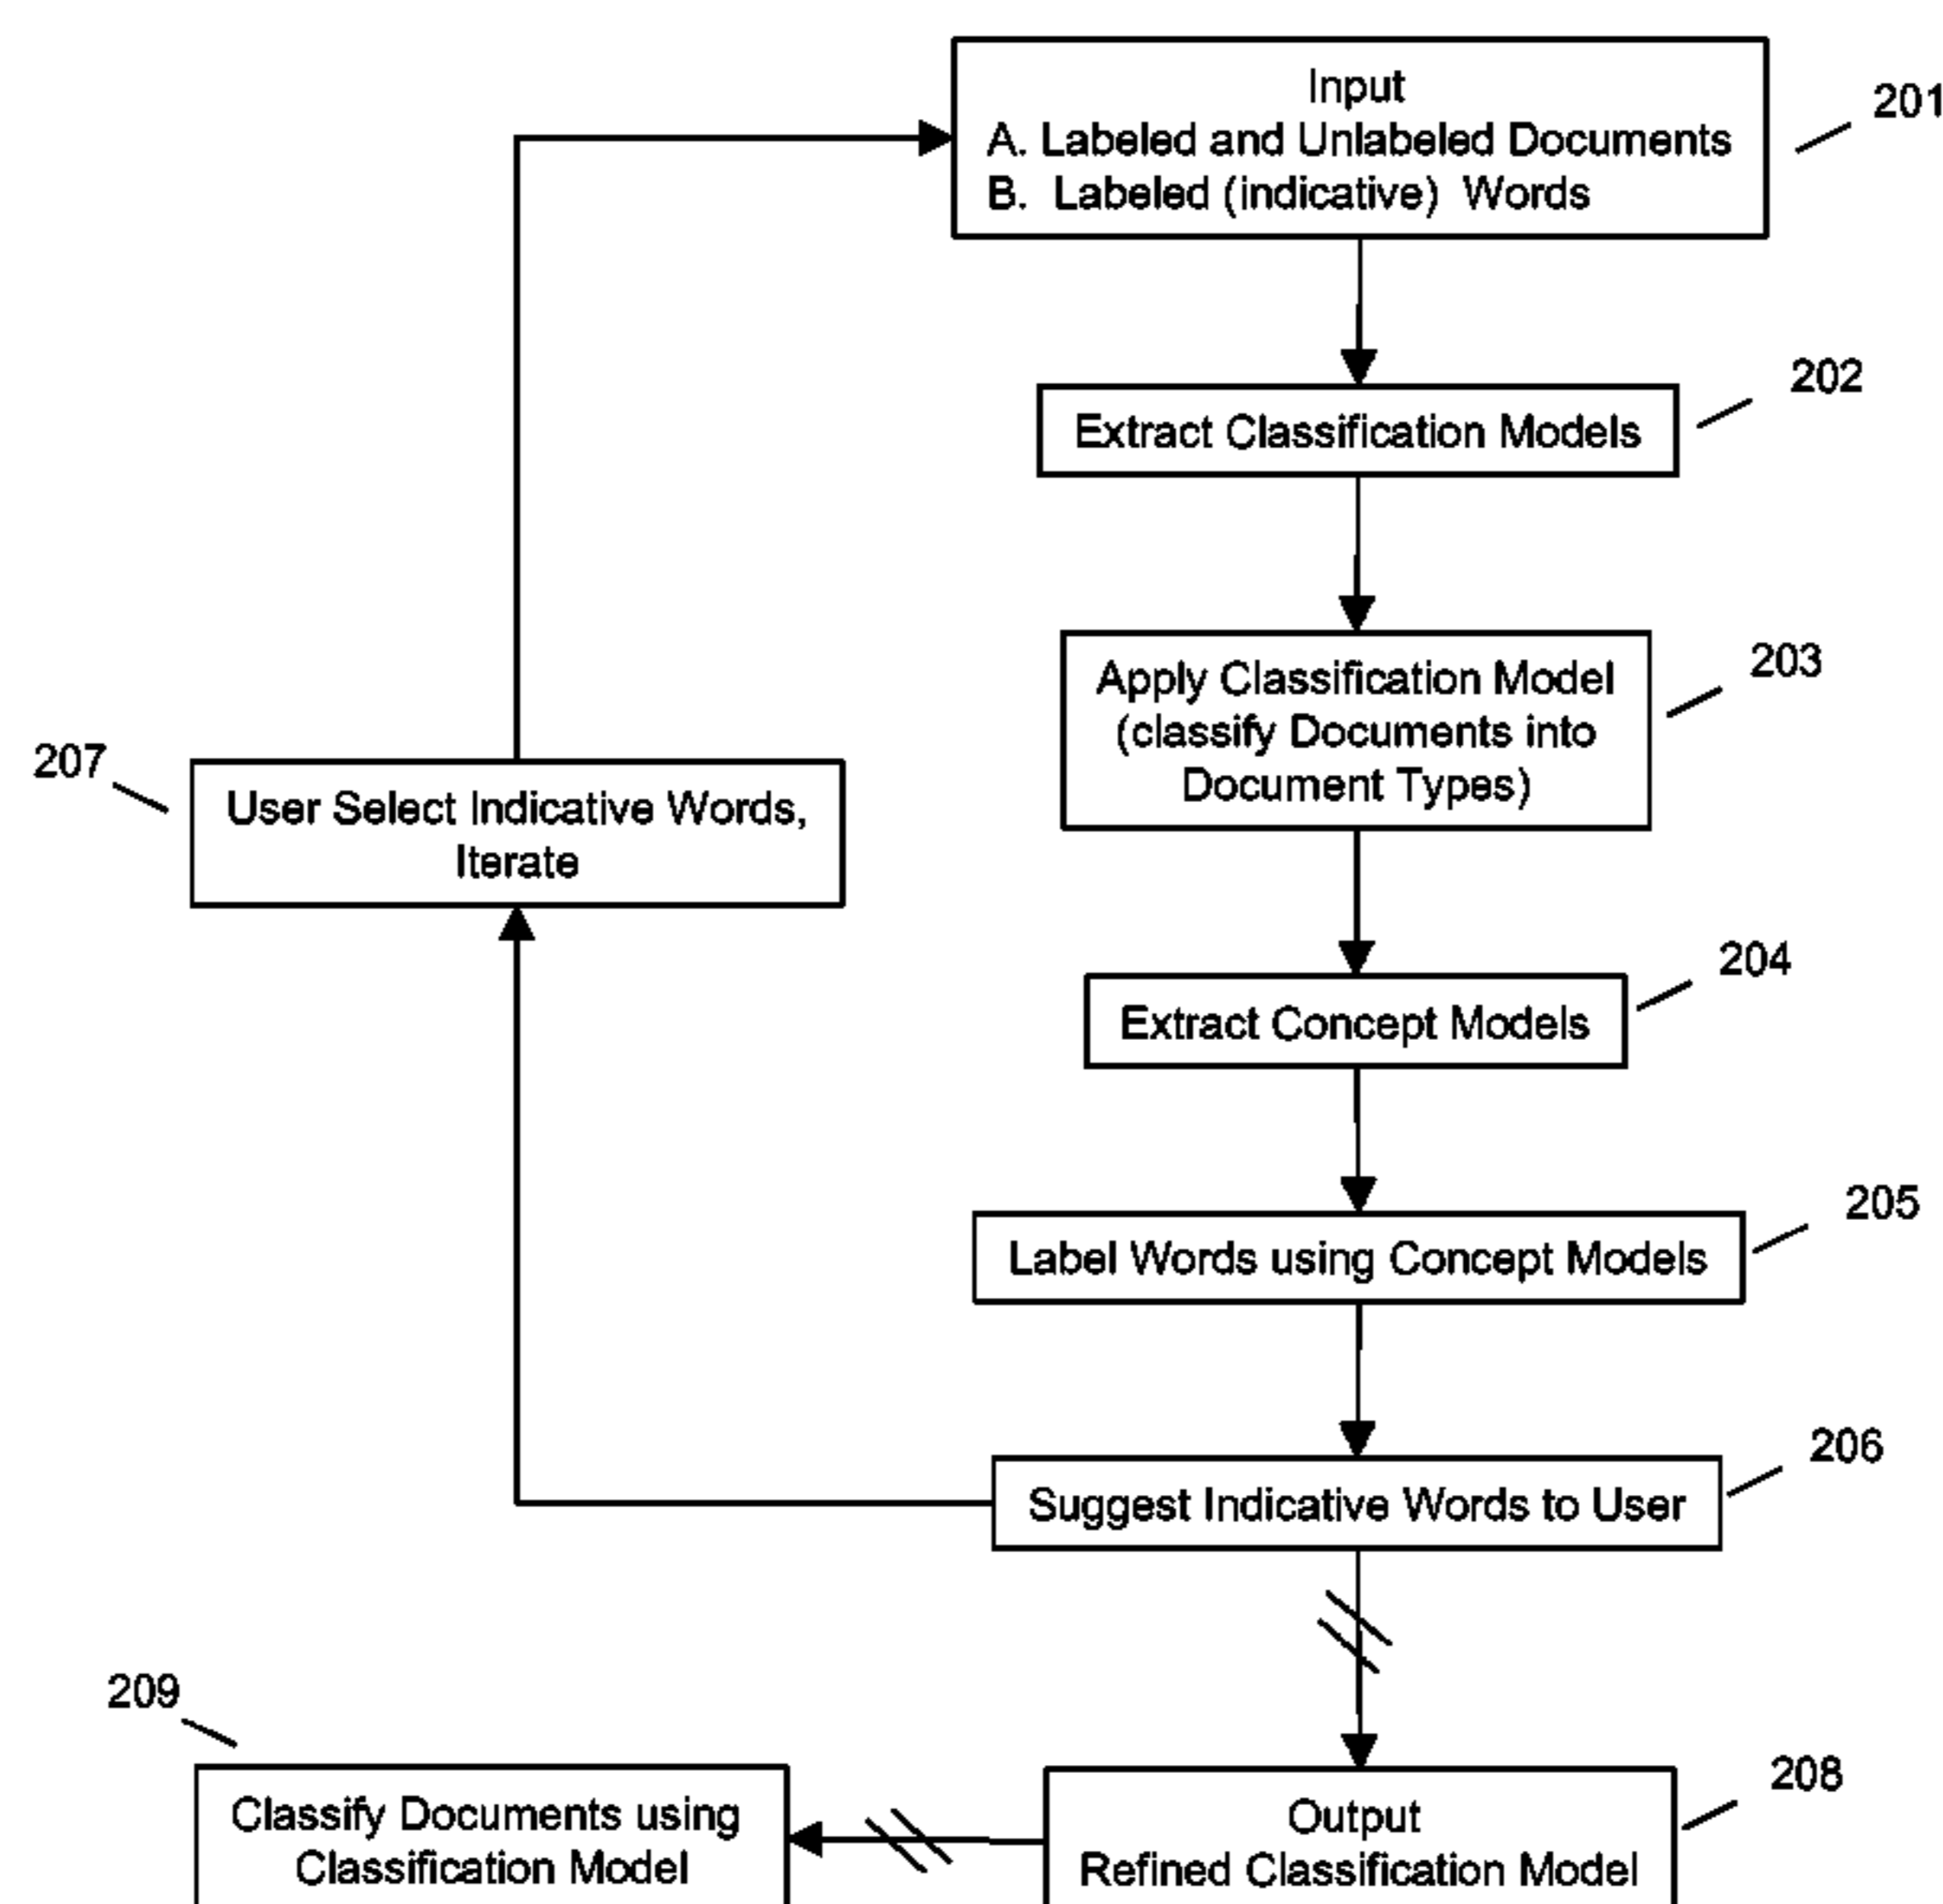 Input
A. Labeled and Unlabeled Documents
B. Labeled (indicative) Words
201
Extract Classification Models
202
Apply Classification Model
(classify Documents into
Document Types)
203
207
User Select Indicative Words,
Iterate
Extract Concept Models
204
Label Words using Concept Models
205
Suggest Indicative Words to User
206
209
Classify Documents using
Classification Model
Output
Refined Classification Model
208